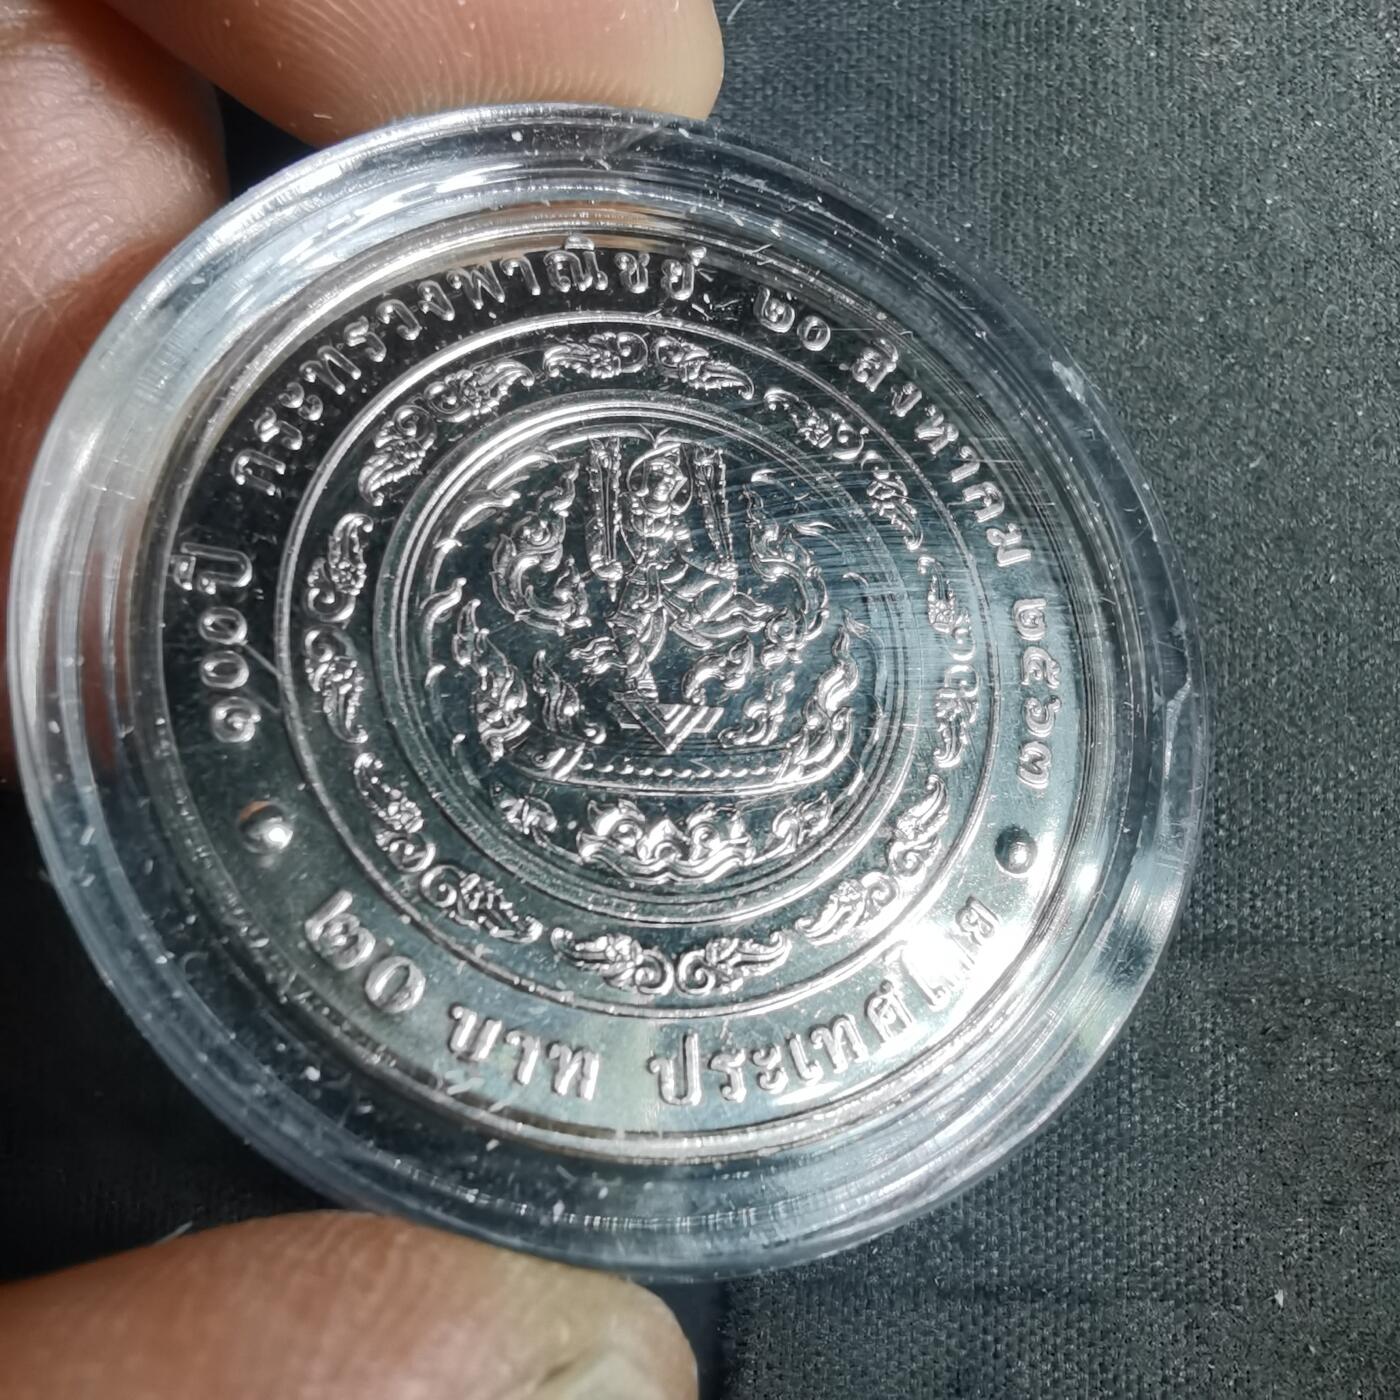 ๑๐๐ปี กระทรวงพาณิชย์ ๒๐ สิงหาคม ๒๕๖๓
๒๐ บาท ประเทศไทย